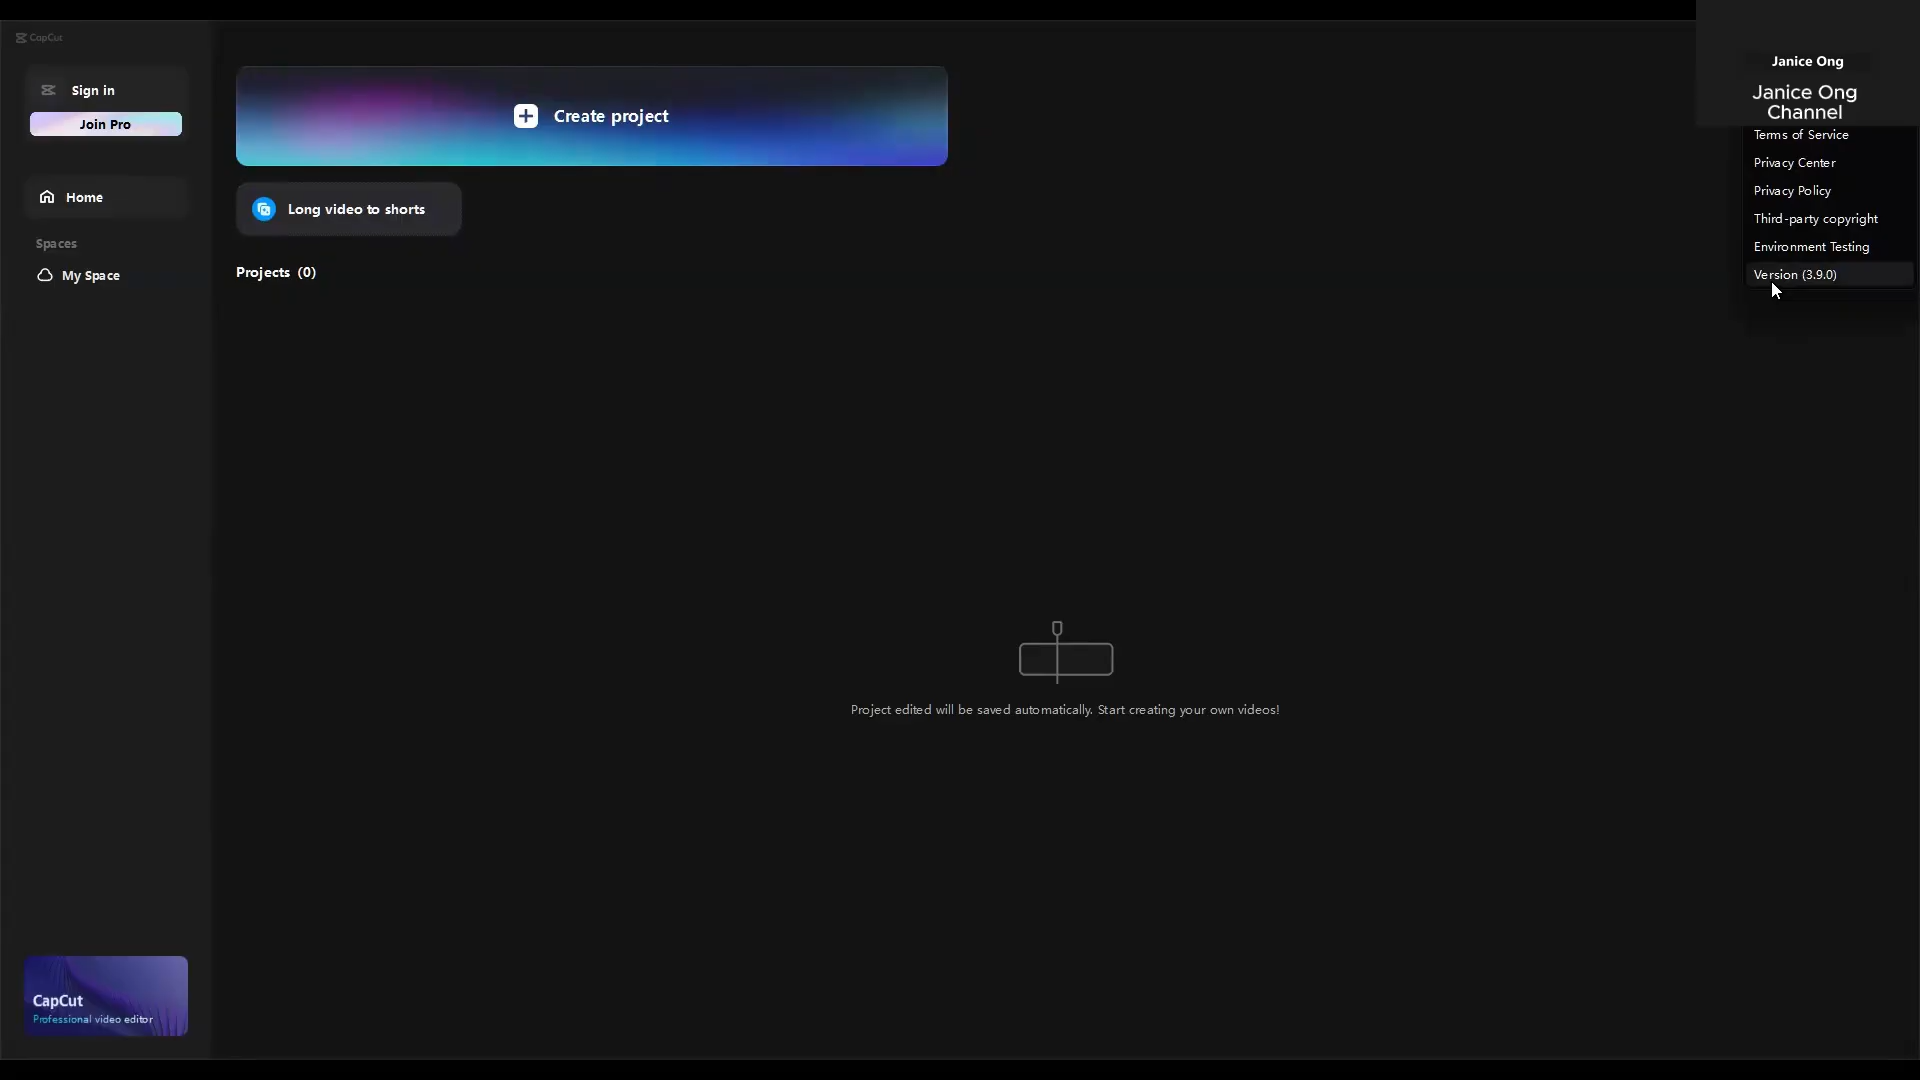 CapCut
Sign in
Join Pro
Home
Spaces
My Space
Create project
Long video to shorts
Projects (0)
Project edited will be saved automatically. Start creating your own videos!
CapCut
Professional video editor
Janice Ong
Janice Ong
Channel
Terms of Service
Privacy Center
Privacy Policy
Third-party copyright
Environment Testing
Version (3.9.0)